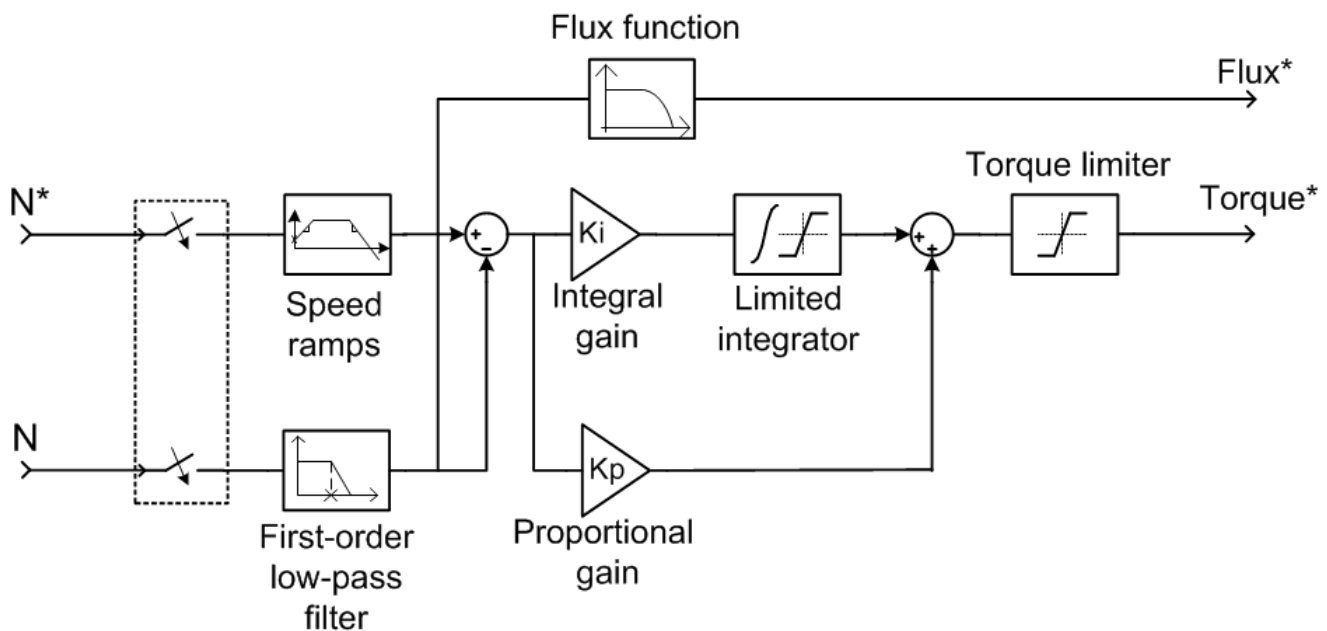 Flux function
Flux*
Torque limiter
N*
Torque*
+
-
Ki
+
+
Speed
ramps
Integral
gain
Limited
integrator
N
Kp
First-order
low-pass
filter
Proportional
gain